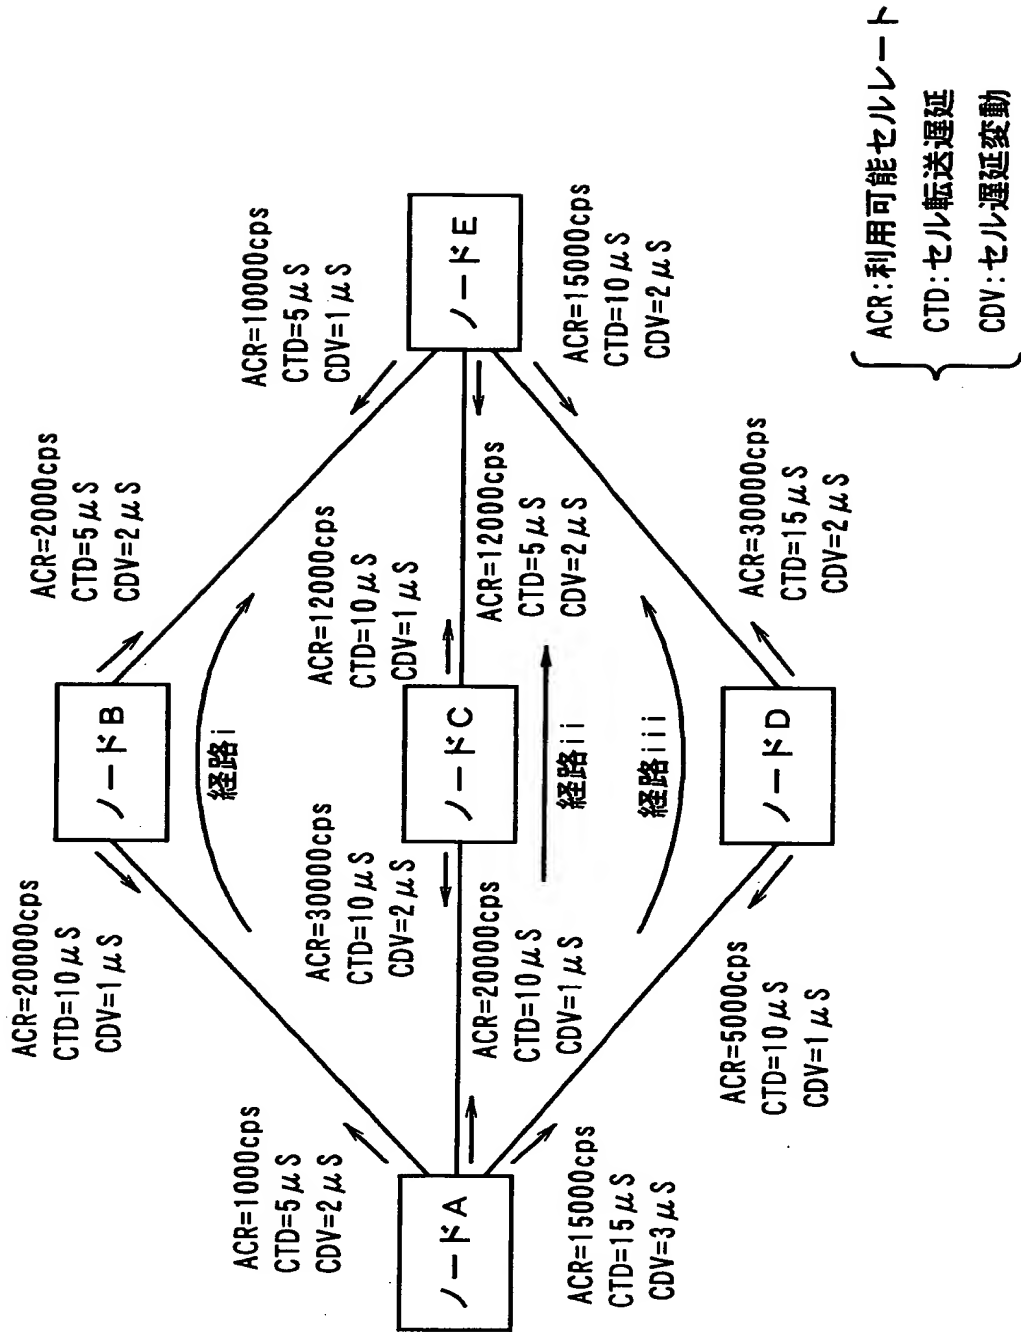 ACR=2000cps
CTD=5μS
CDV=2μS
ACR=10000cps
CTD=5μS
CDV=1μS
ACR=20000cps
CTD=10μS
CDV=1μS
ノードB
経路i
ACR=1000cps
CTD=5μS
CDV=2μS
ACR=30000cps
CTD=10μS
CDV=2μS
ACR=12000cps
CTD=10μS
CDV=1μS
ノードA
ノードC
ノードE
ACR=20000cps
CTD=10μS
CDV=1μS
経路ii
ACR=12000cps
CTD=5μS
CDV=2μS
ACR=15000cps
CTD=15μS
CDV=3μS
経路iii
ACR=15000cps
CTD=10μS
CDV=2μS
ACR=5000cps
CTD=10μS
CDV=1μS
ノードD
ACR=30000cps
CTD=15μS
CDV=2μS
ACR:利用可能セルレート
CTD:セル転送遅延
CDV:セル遅延変動